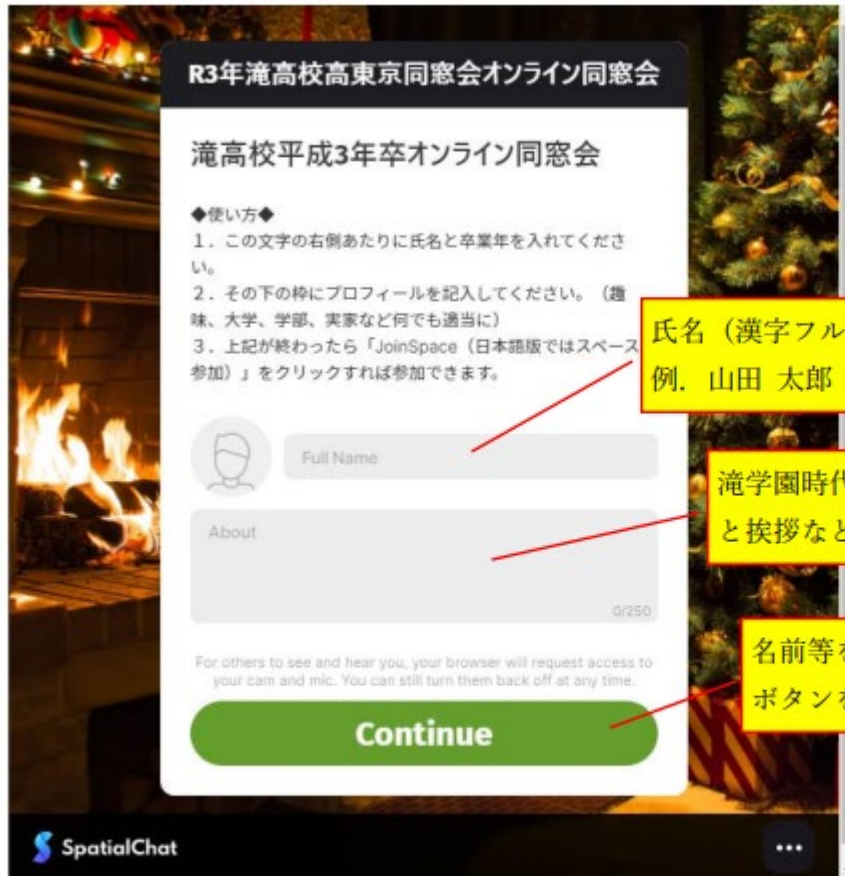 R3年滝高校高東京同窓会オンライン同窓会
滝高校平成3年卒オンライン同窓会
◆使い方◆
１．この文字の右側あたりに氏名と卒業年を入れてくださ
い。
２．その下の枠にプロフィールを記入してください。（趣
味、大学、学部、実家など何でも適当に）
３．上記が終わったら「JoinSpace（日本語版ではスペース
参加）」をクリックすれば参加できます。
氏名（漢字フル
例．山田 太郎
Full Name
滝学園時代
と挨拶など
About
0/250
名前等を
ボタンを
For others to see and hear you, your browser will request access to
your cam and mic. You can still turn them back off at any time.
Continue
SpatialChat